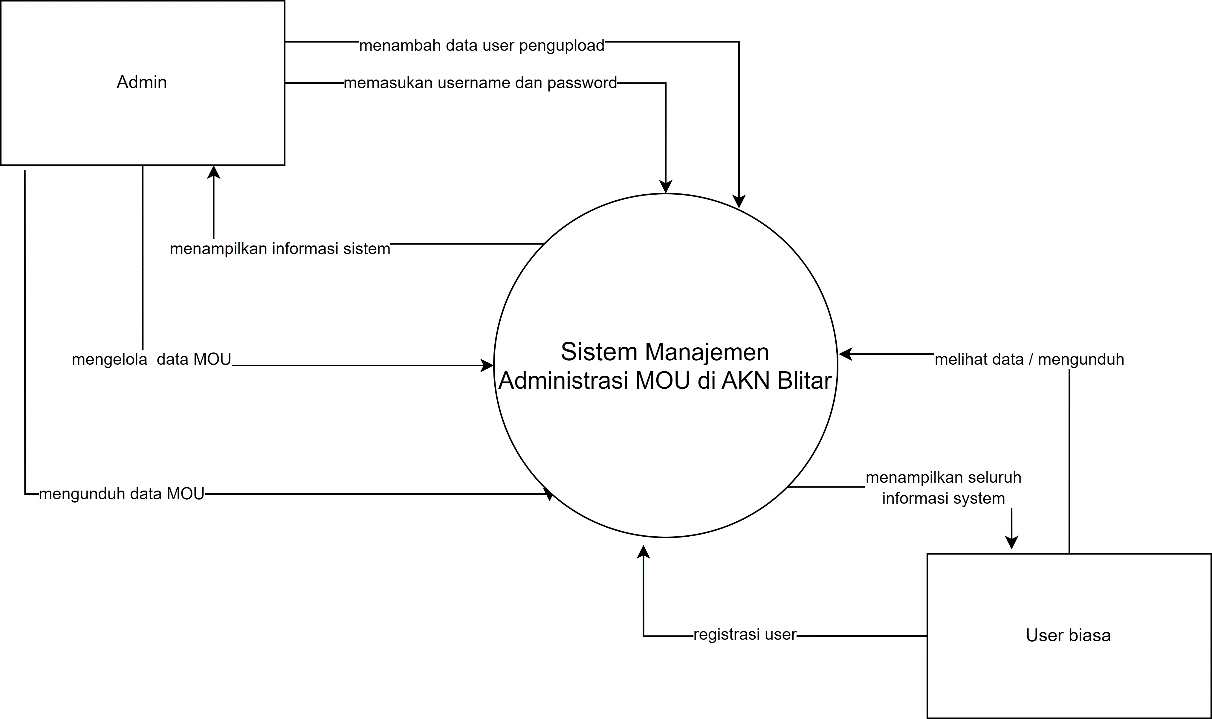 menambah data user pengupload
Admin
memasukan username dan password
menampilkan informasi sistem
Sistem Manajemen
Administrasi MOU di AKN Blitar
mengelola  data MOU
melihat data / mengunduh
menampilkan seluruh
informasi system
mengunduh data MOU
registrasi user
User biasa